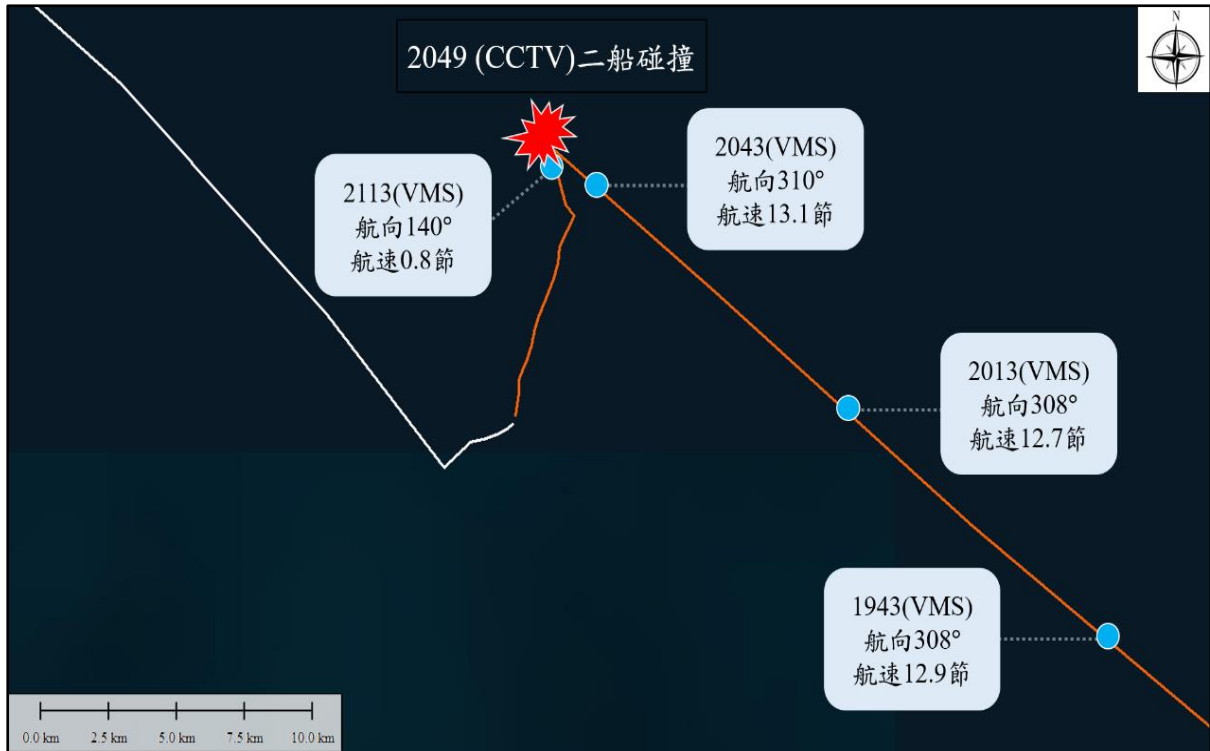 N
2049 (CCTV)二船碰撞
2043(VMS)
航向310°
航速13.1節
2113(VMS)
航向140°
航速0.8節
2013(VMS)
航向308°
航速12.7節
1943(VMS)
航向308°
航速12.9節
0.0 km 2.5 km 5.0 km 7.5 km 10.0 km